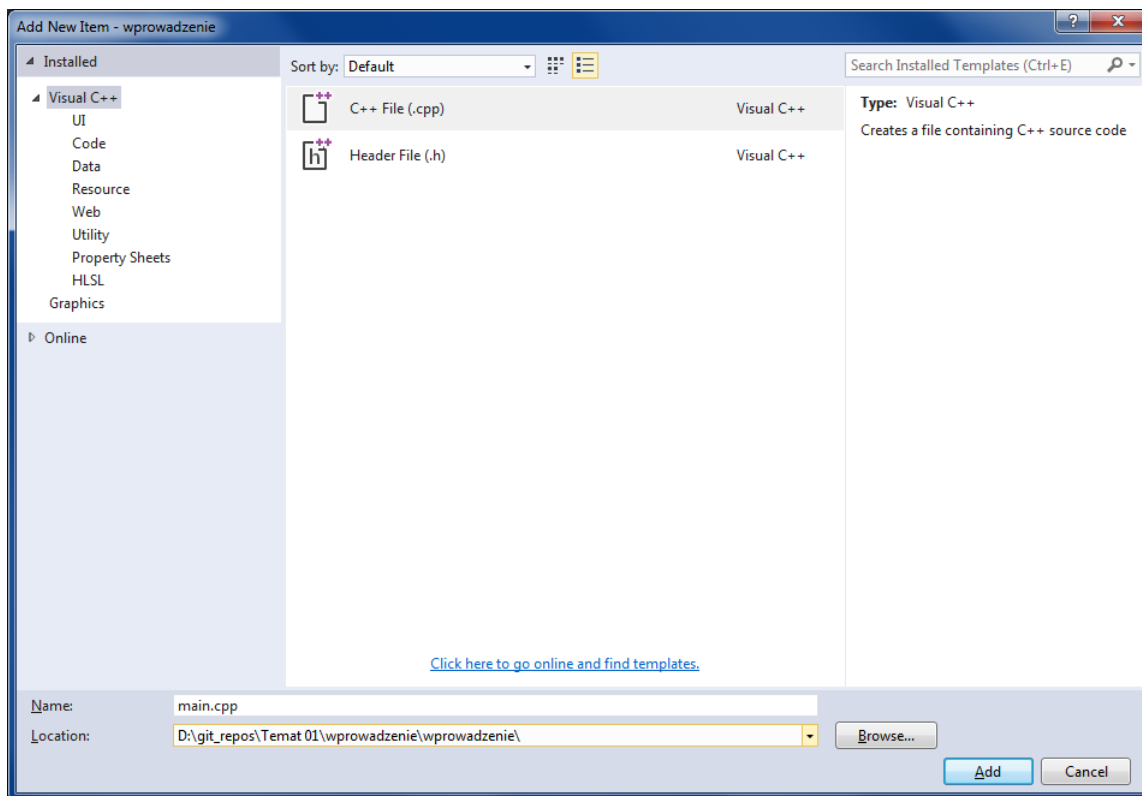 Add New Item - wprowadzenie
Installed
Visual C++
UI
Code
Data
Resource
Web
Utility
Property Sheets
HLSL
Graphics
Online
Sort by: Default
C++ File (.cpp) Visual C++
Header File (.h) Visual C++
Click here to go online and find templates.
Search Installed Templates (Ctrl+E)
Type: Visual C++
Creates a file containing C++ source code
Name: main.cpp
Location: D:\git_repos\Temat 01\wprowadzenie\wprowadzenie\
Browse...
Add Cancel